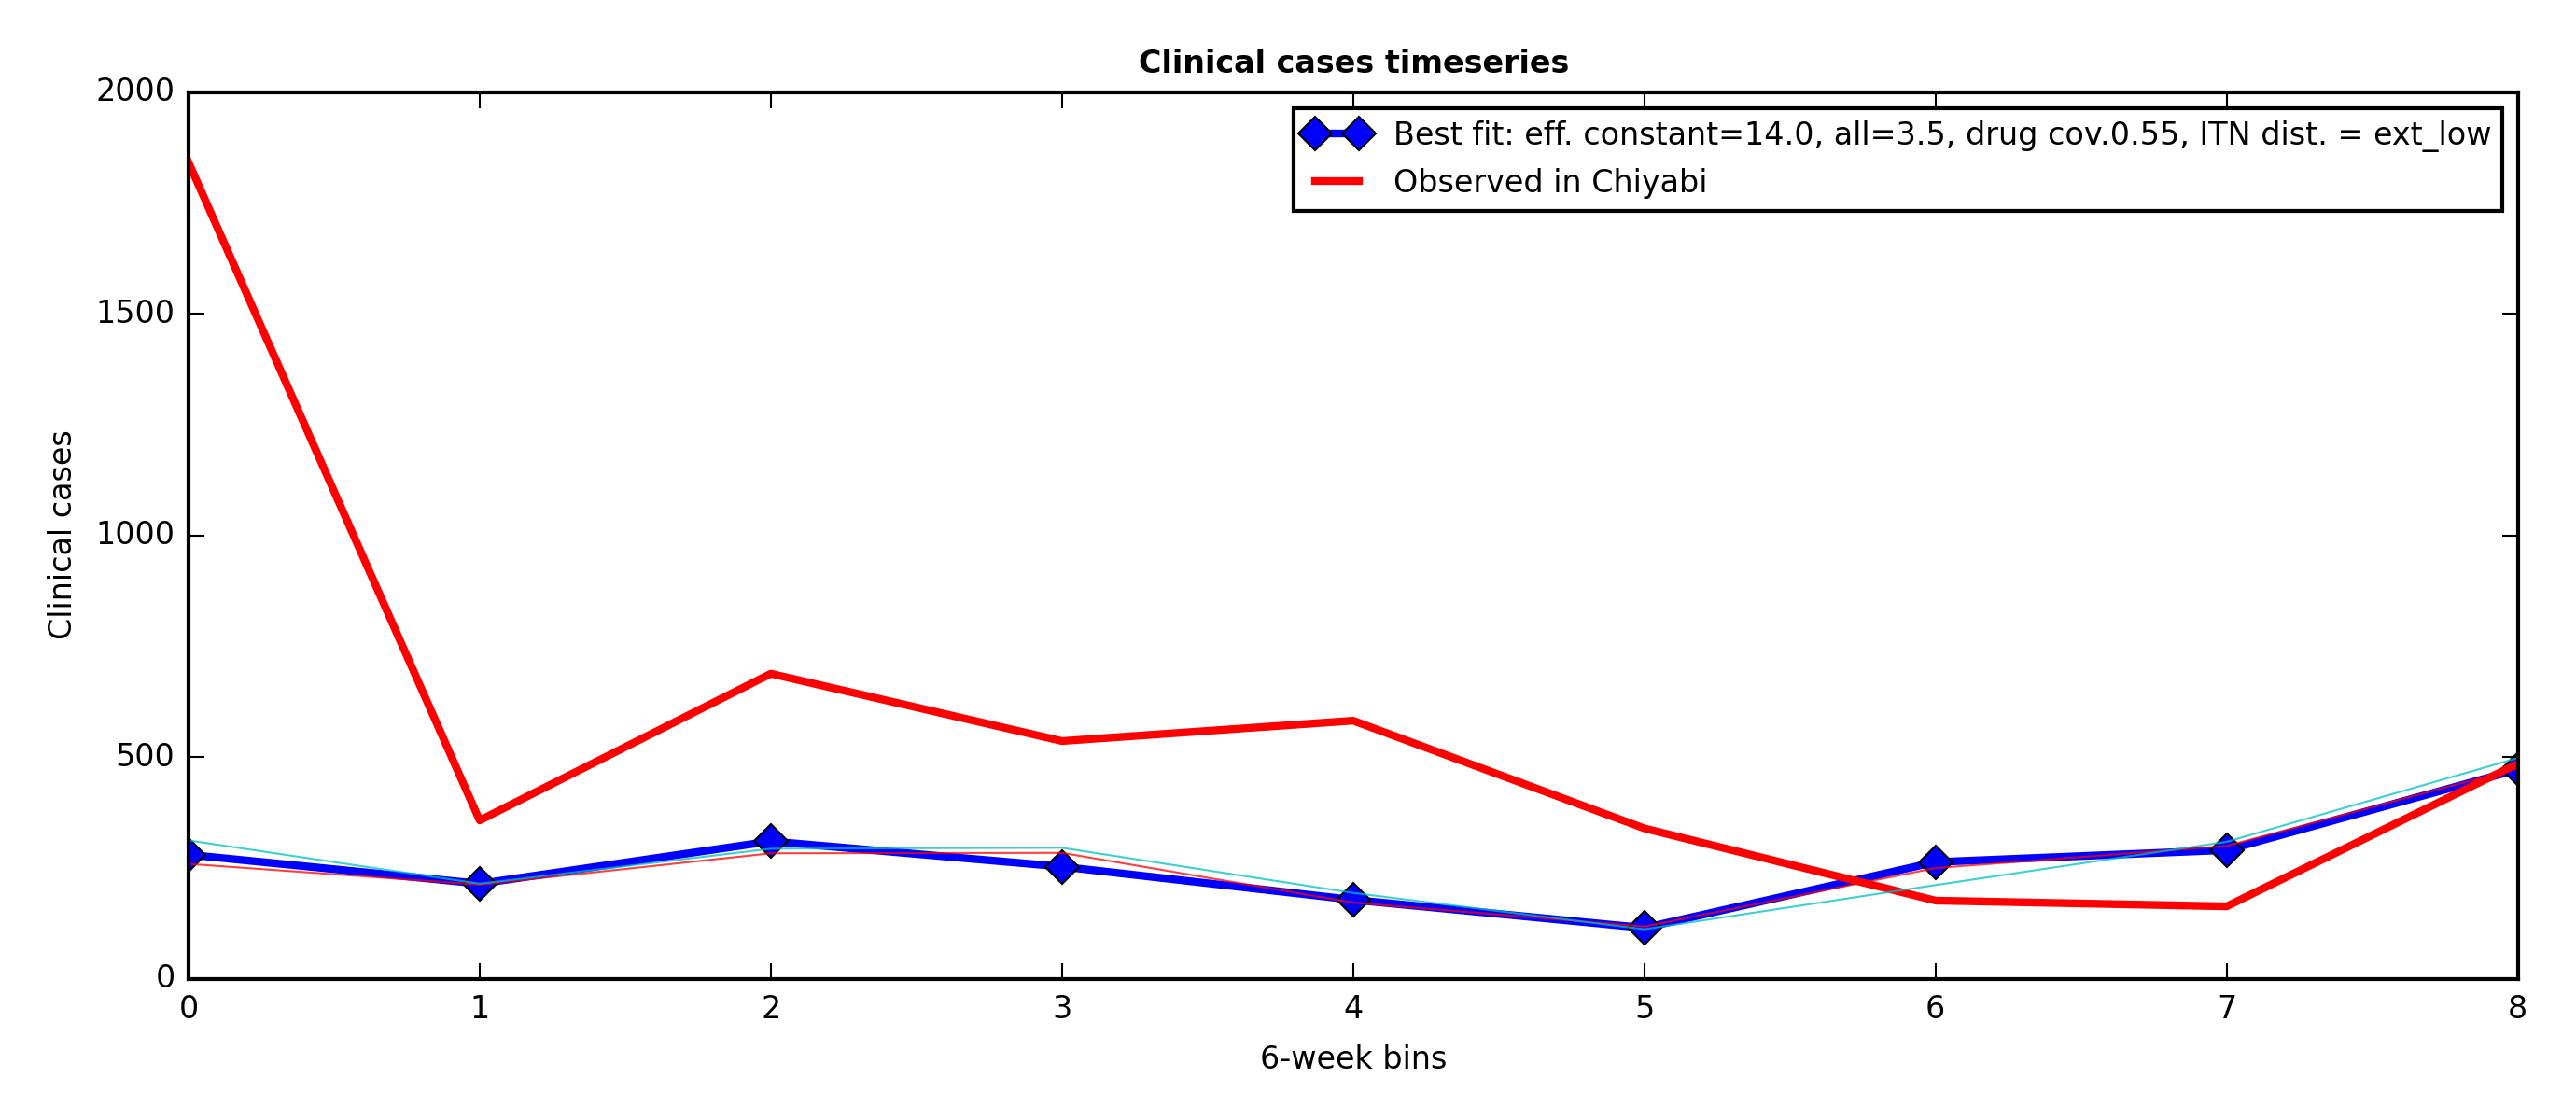 Clinical cases timeseries
2000
1500
1000
500
0
Clinical cases
Best fit: eff. constant=14.0, all=3.5, drug cov.0.55, ITN dist. = ext_low
Observed in Chiyabi
0 1 2 3 4 5 6 7 8
6-week bins